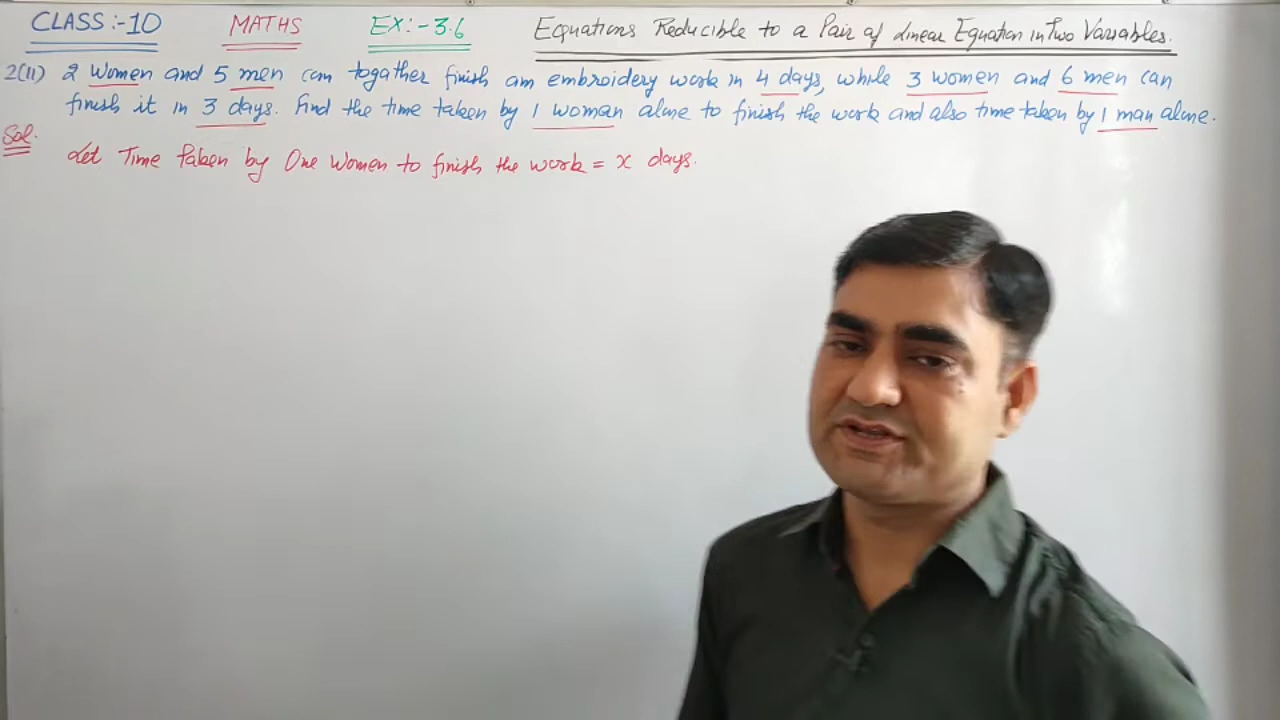 CLASS:-10 MATHS EX:-3.6 Equations Reducible to a Pair of Linear Equation in Two Variables.
2(ii) 2 women and 5 men can togather finish am embroidery work in 4 days, while 3 women and 6 men can
finish it in 3 days. Find the time taken by 1 woman alone to finish the work and also time taken by 1 man alone.
Sol. Let Time taken by One Women to finish the work = x days.